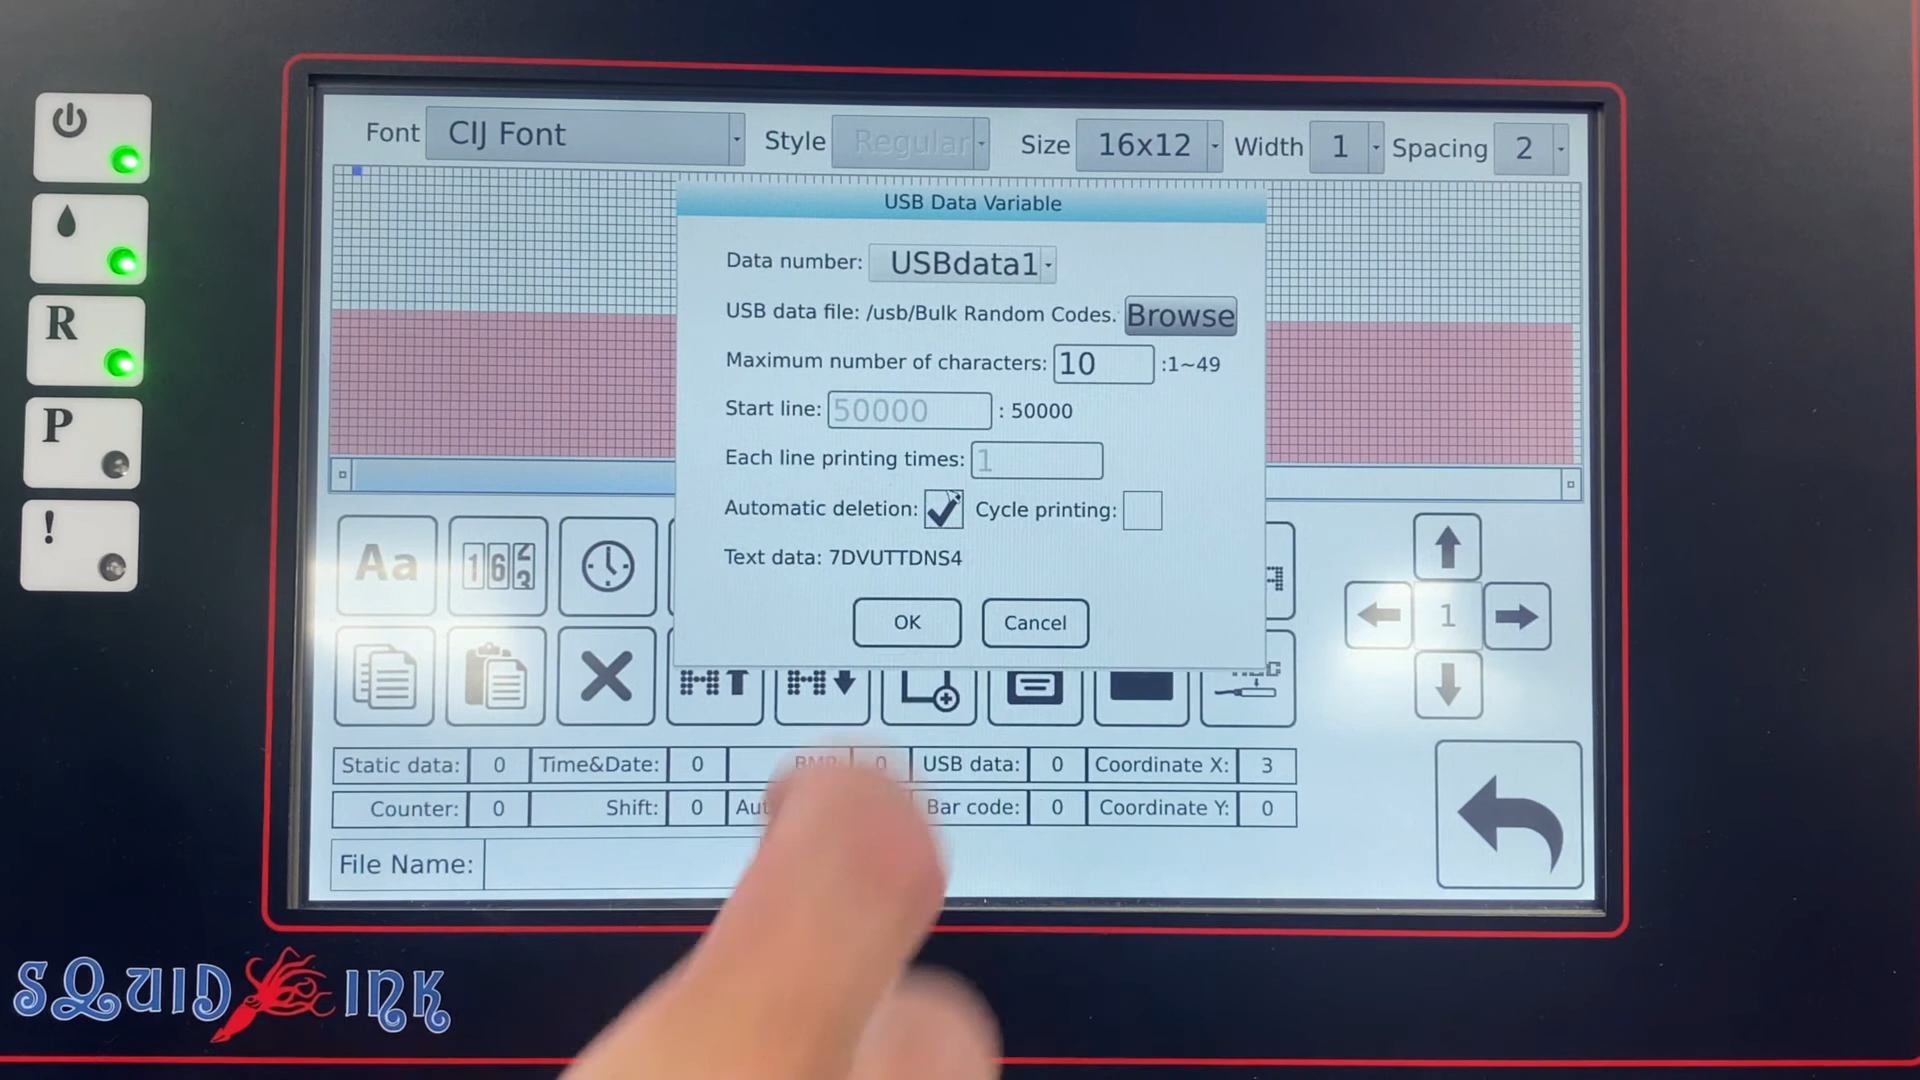 Font CIJ Font Style Regular Size 16x12 Width 1 Spacing 2
USB Data Variable
Data number: USBdata1
USB data file: /usb/Bulk Random Codes. Browse
Maximum number of characters: 10 :1~49
Start line: 50000 : 50000
Each line printing times: 1
Automatic deletion: Cycle printing:
Text data: 7DVUTTDNS4
OK Cancel
R
P
!
Aa
1
Static data: 0 Time&Date: 0 BMP: 0 USB data: 0 Coordinate X: 3
Counter: 0 Shift: 0 Bar code: 0 Coordinate Y: 0
File Name:
SQUID INK